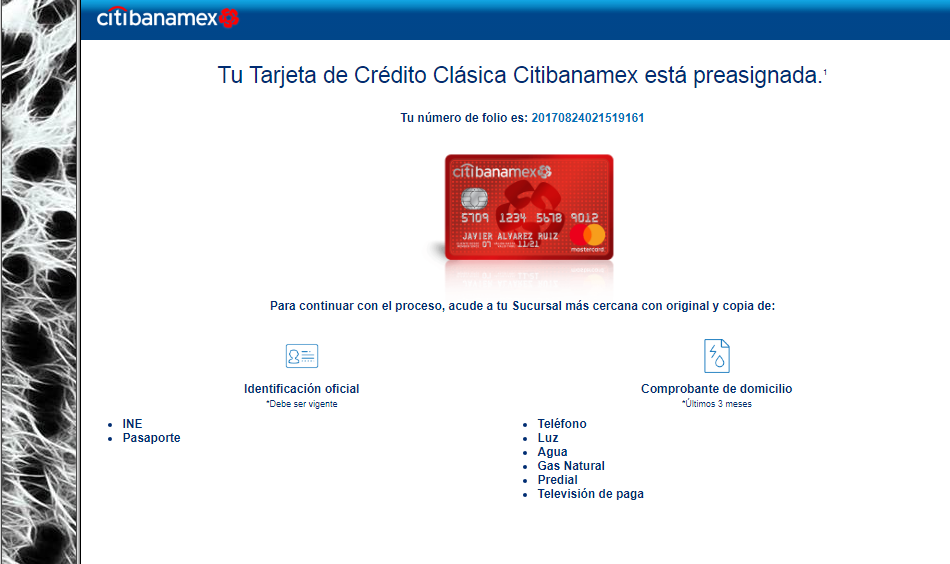 citibanamex
Tu Tarjeta de Crédito Clásica Citibanamex está preasignada.¹
Tu número de folio es: 20170824021519161
citibanamex
5709 1234 5678 9012
JAVIER ALVAREZ RUIZ
07 11/21
mastercard
Para continuar con el proceso, acude a tu Sucursal más cercana con original y copia de:
Identificación oficial
*Debe ser vigente
INE
Pasaporte
Comprobante de domicilio
*Últimos 3 meses
Teléfono
Luz
Agua
Gas Natural
Predial
Televisión de paga